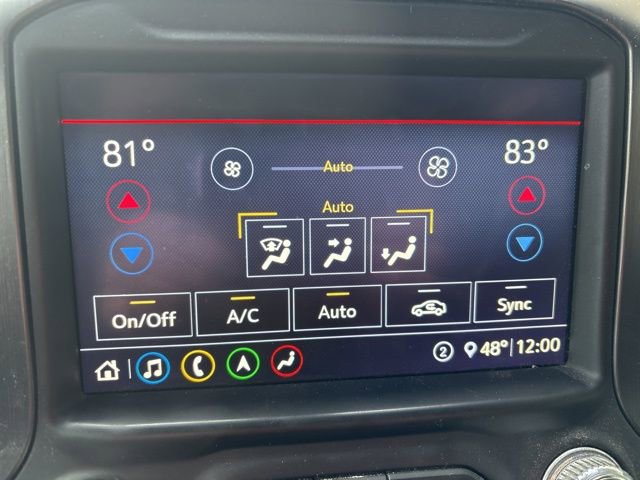 81° 83°
Auto
Auto
On/Off A/C Auto Sync
2 48° 12:00